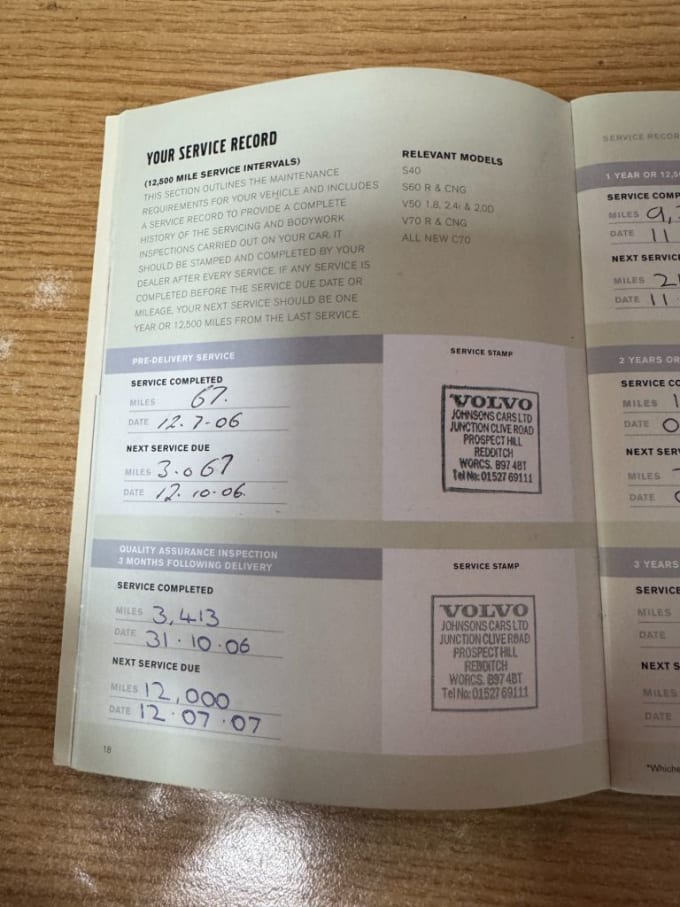 YOUR SERVICE RECORD
(12,500 MILE SERVICE INTERVALS)
THIS SECTION OUTLINES THE MAINTENANCE
REQUIREMENTS FOR YOUR VEHICLE AND INCLUDES
A SERVICE RECORD TO PROVIDE A COMPLETE
HISTORY OF THE SERVICING AND BODYWORK
INSPECTIONS CARRIED OUT ON YOUR CAR. IT
SHOULD BE STAMPED AND COMPLETED BY YOUR
DEALER AFTER EVERY SERVICE. IF ANY SERVICE IS
COMPLETED BEFORE THE SERVICE DUE DATE OR
MILEAGE, YOUR NEXT SERVICE SHOULD BE ONE
YEAR OR 12,500 MILES FROM THE LAST SERVICE.
RELEVANT MODELS
S40
S60 R & CNG
V50 1.8, 2.4i & 2.0D
V70 R & CNG
ALL NEW C70
PRE-DELIVERY SERVICE
SERVICE COMPLETED
MILES 67.
DATE 12.7-06
NEXT SERVICE DUE
MILES 3.067
DATE 12.10.06.
SERVICE STAMP
VOLVO
JOHNSONS CARS LTD
JUNCTION CLIVE ROAD
PROSPECT HILL
REDDITCH
WORCS. B97 4BT
Tel No: 01527 69111
QUALITY ASSURANCE INSPECTION
3 MONTHS FOLLOWING DELIVERY
SERVICE COMPLETED
MILES 3,413
DATE 31.10.06
NEXT SERVICE DUE
MILES 12,000
DATE 12.07.07
SERVICE STAMP
VOLVO
JOHNSONS CARS LTD
JUNCTION CLIVE ROAD
PROSPECT HILL
REDDITCH
WORCS. B97 4BT
Tel No: 01527 69111
18
SERVICE RECOR
1 YEAR OR 12,5
SERVICE COMP
MILES 9,
DATE 11
NEXT SERVIC
MILES 2
DATE 11
2 YEARS OR
SERVICE CO
MILES 1
DATE 0
NEXT SERV
MILES
DATE
3 YEARS
SERVICE
MILES
DATE
NEXT S
MILES
DATE
*Whiche